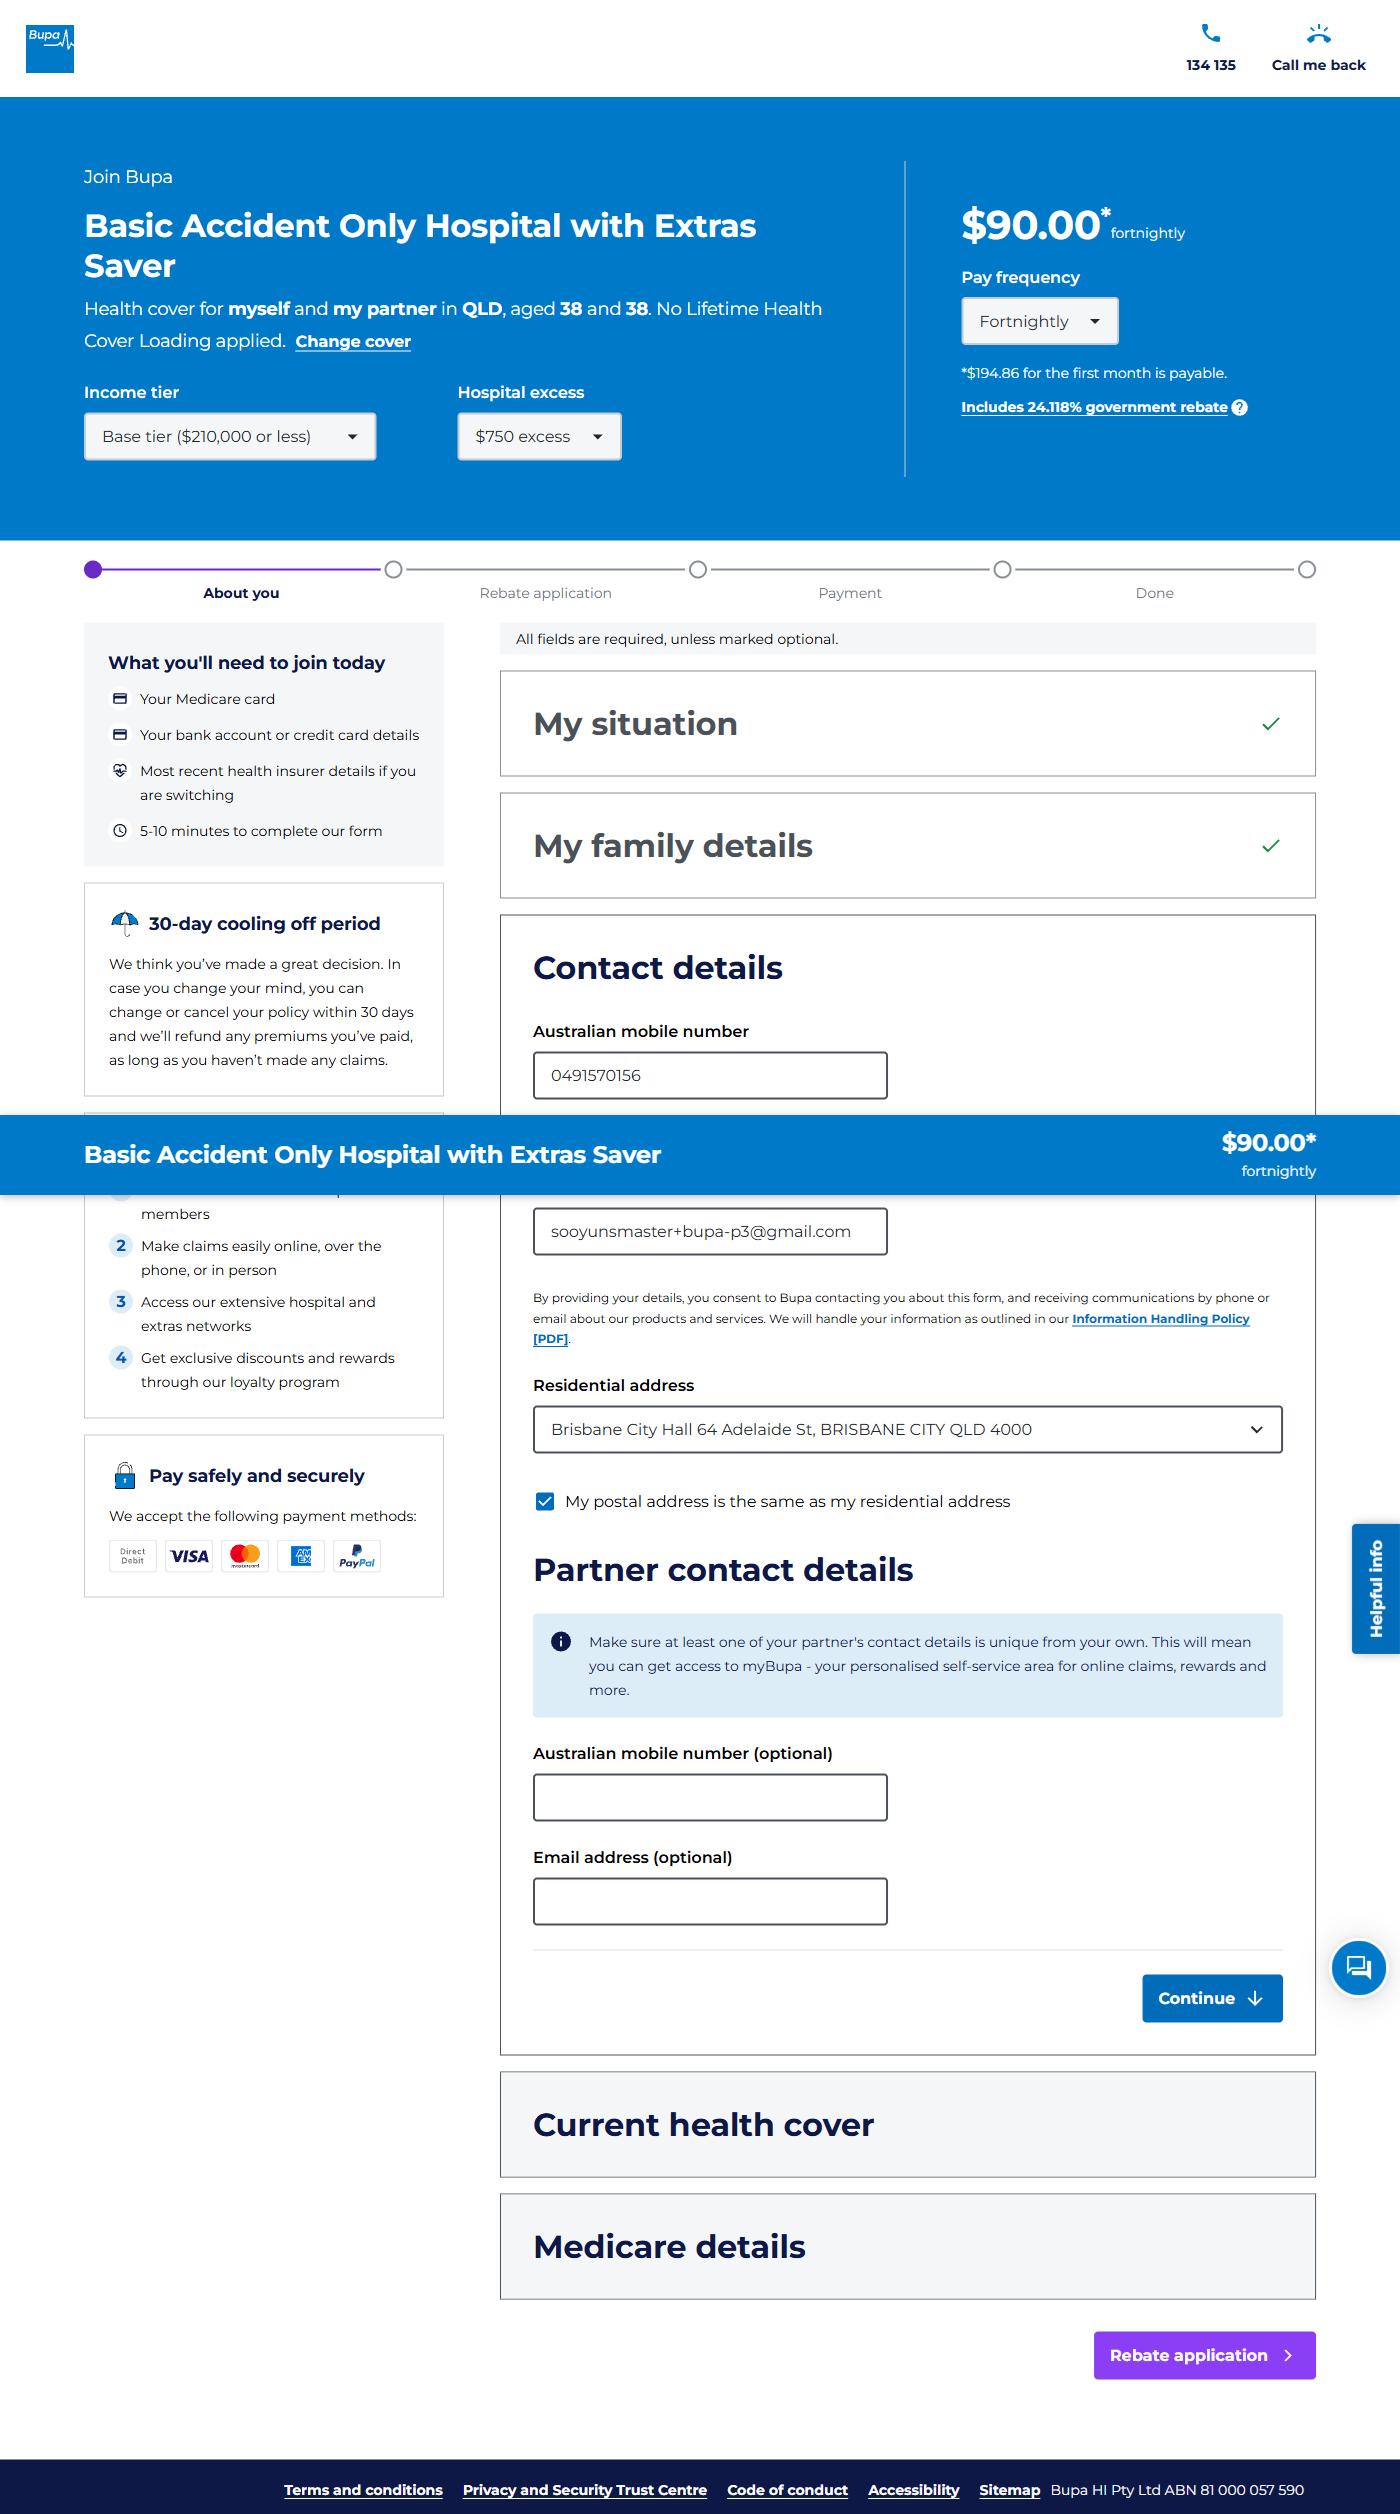 Bupa
134 135
Call me back
Join Bupa
Basic Accident Only Hospital with Extras
Saver
Health cover for myself and my partner in QLD, aged 38 and 38. No Lifetime Health
Cover Loading applied. Change cover
Income tier
Base tier ($210,000 or less)
Hospital excess
$750 excess
$90.00* fortnightly
Pay frequency
Fortnightly
*$194.86 for the first month is payable.
Includes 24.118% government rebate ?
About you
Rebate application
Payment
Done
What you'll need to join today
Your Medicare card
Your bank account or credit card details
Most recent health insurer details if you
are switching
5-10 minutes to complete our form
30-day cooling off period
We think you’ve made a great decision. In
case you change your mind, you can
change or cancel your policy within 30 days
and we’ll refund any premiums you’ve paid,
as long as you haven’t made any claims.
All fields are required, unless marked optional.
My situation
My family details
Contact details
Australian mobile number
0491570156
Basic Accident Only Hospital with Extras Saver
$90.00*
fortnightly
members
2 Make claims easily online, over the
phone, or in person
3 Access our extensive hospital and
extras networks
4 Get exclusive discounts and rewards
through our loyalty program
Pay safely and securely
We accept the following payment methods:
Direct
Debit
VISA
mastercard
AM
EX
PayPal
sooyunsmaster+bupa-p3@gmail.com
By providing your details, you consent to Bupa contacting you about this form, and receiving communications by phone or
email about our products and services. We will handle your information as outlined in our Information Handling Policy
[PDF].
Residential address
Brisbane City Hall 64 Adelaide St, BRISBANE CITY QLD 4000
My postal address is the same as my residential address
Partner contact details
Make sure at least one of your partner's contact details is unique from your own. This will mean
you can get access to myBupa - your personalised self-service area for online claims, rewards and
more.
Australian mobile number (optional)
Email address (optional)
Continue
Helpful info
Current health cover
Medicare details
Rebate application
Terms and conditions
Privacy and Security Trust Centre
Code of conduct
Accessibility
Sitemap
Bupa HI Pty Ltd ABN 81 000 057 590